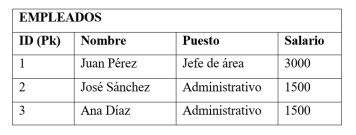 EMPLEADOS
ID (Pk) Nombre Puesto Salario
1 Juan Pérez Jefe de área 3000
2 José Sánchez Administrativo 1500
3 Ana Díaz Administrativo 1500